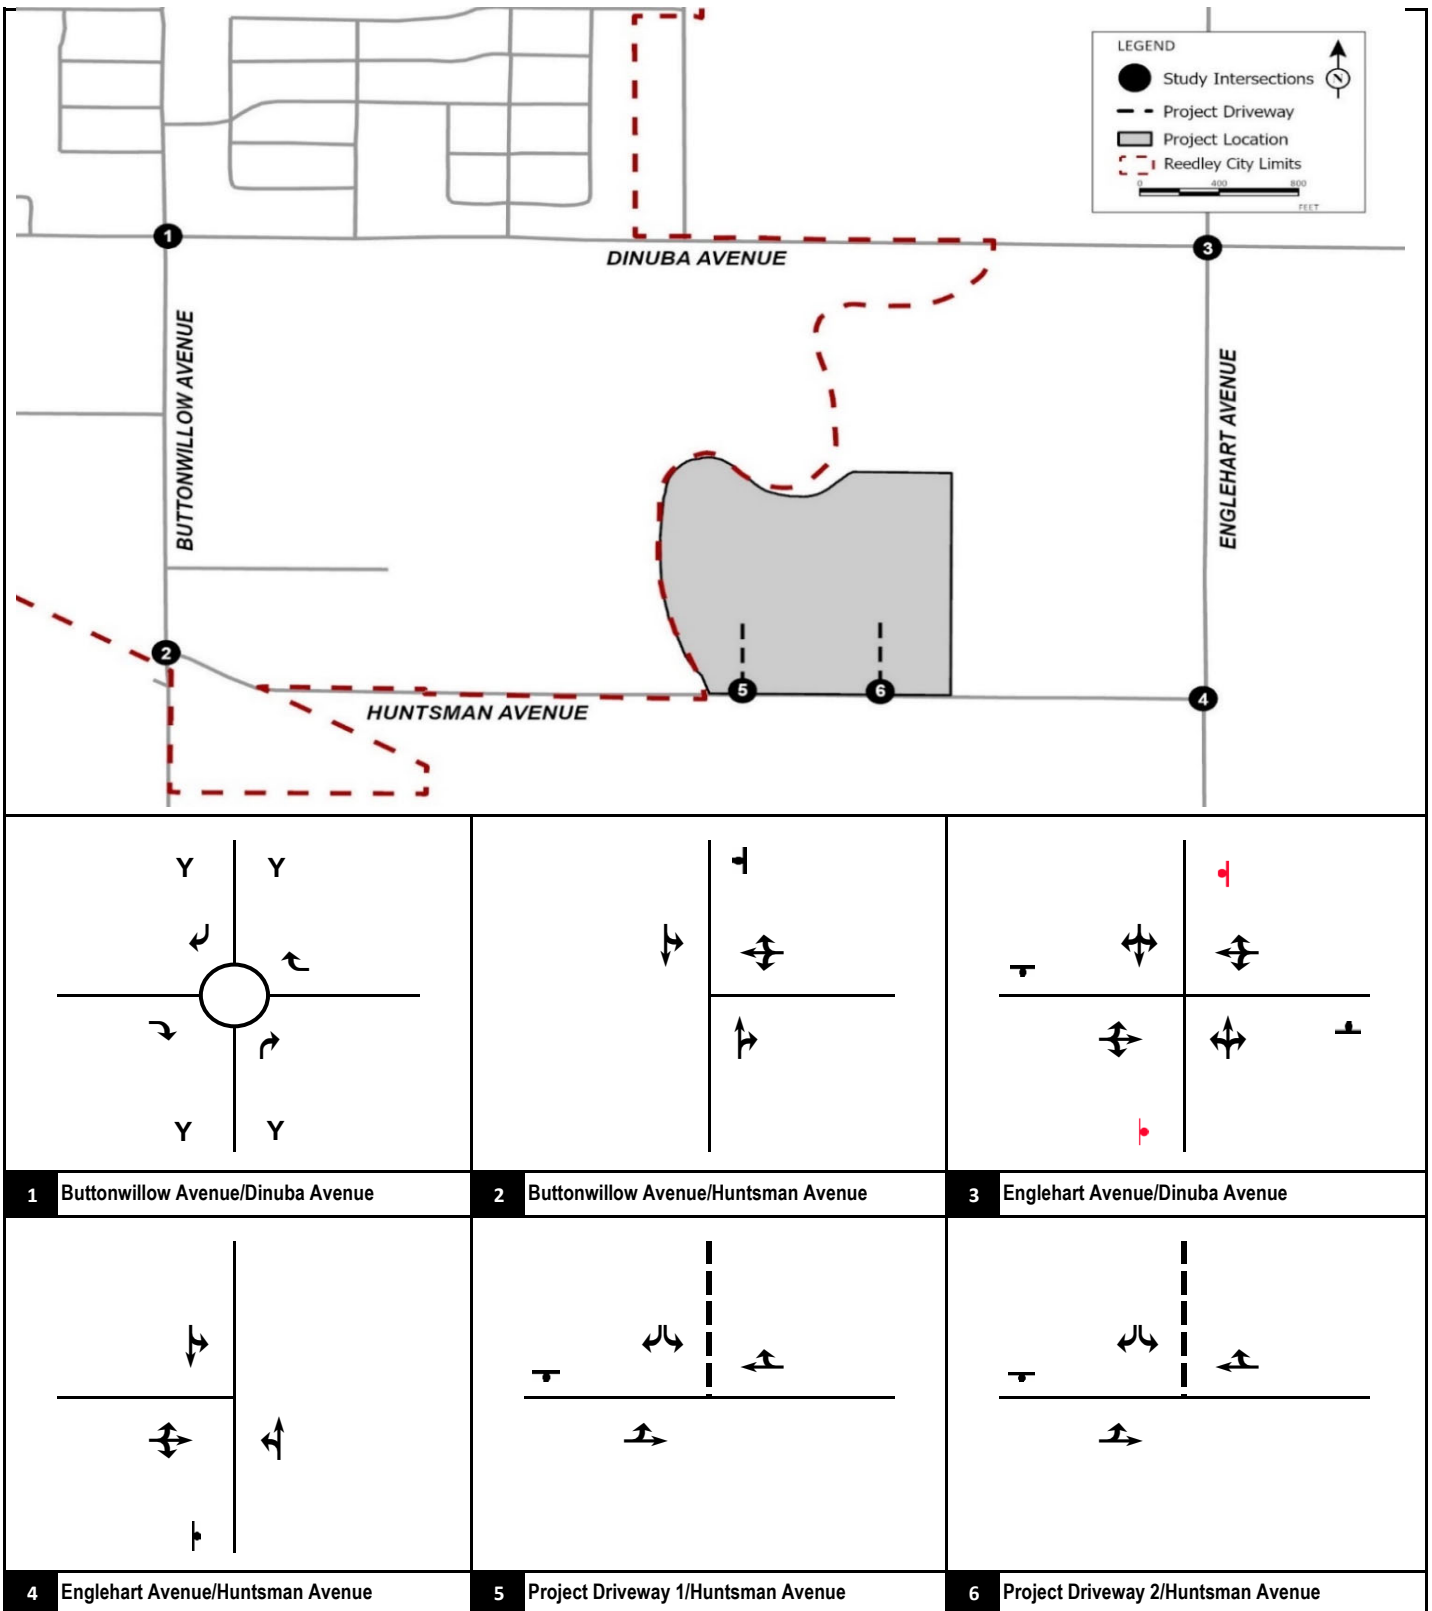 LEGEND
Study Intersections
N
Project Driveway
Project Location
Reedley City Limits
0 400 800
FEET
1
3
DINUBA AVENUE
BUTTONWILLOW AVENUE
ENGLEHART AVENUE
2
5
6
4
HUNTSMAN AVENUE
Y Y
Y Y
1 Buttonwillow Avenue/Dinuba Avenue
2 Buttonwillow Avenue/Huntsman Avenue
3 Englehart Avenue/Dinuba Avenue
4 Englehart Avenue/Huntsman Avenue
5 Project Driveway 1/Huntsman Avenue
6 Project Driveway 2/Huntsman Avenue